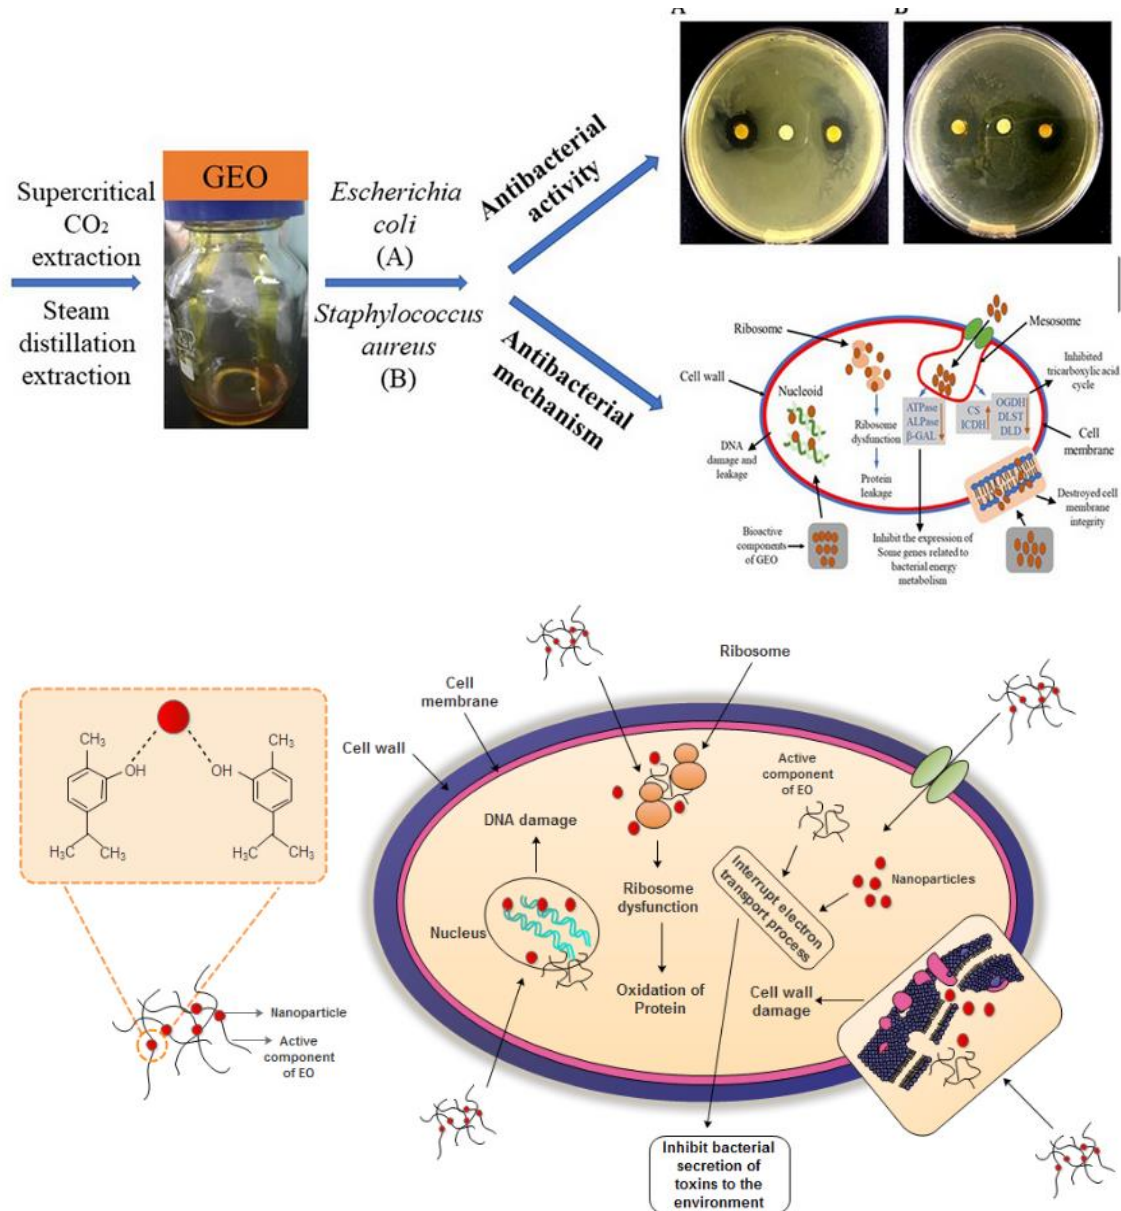 A
B
Supercritical
CO2
extraction
Steam
distillation
extraction
GEO
Escherichia
coli
(A)
Staphylococcus
aureus
(B)
Antibacterial
activity
Antibacterial
mechanism
Ribosome
Mesosome
Cell wall
Nucleoid
Inhibited
tricarboxylic acid
cycle
ATPase
ALPase
β-GAL
CS
ICDH
OGDH
DLST
DLD
Ribosome
dysfunction
Cell
membrane
DNA
damage and
leakage
Protein
leakage
Destroyed cell
membrane
integrity
Bioactive
components
of GEO
Inhibit the expression of
Some genes related to
bacterial energy
metabolism
CH3
OH
H3C
CH3
CH3
OH
H3C
CH3
Nanoparticle
Active
component
of EO
Cell
membrane
Cell wall
Ribosome
Active
component
of EO
DNA damage
Nucleus
Ribosome
dysfunction
Oxidation of
Protein
Interrupt electron
transport process
Nanoparticles
Cell wall
damage
Inhibit bacterial
secretion of
toxins to the
environment